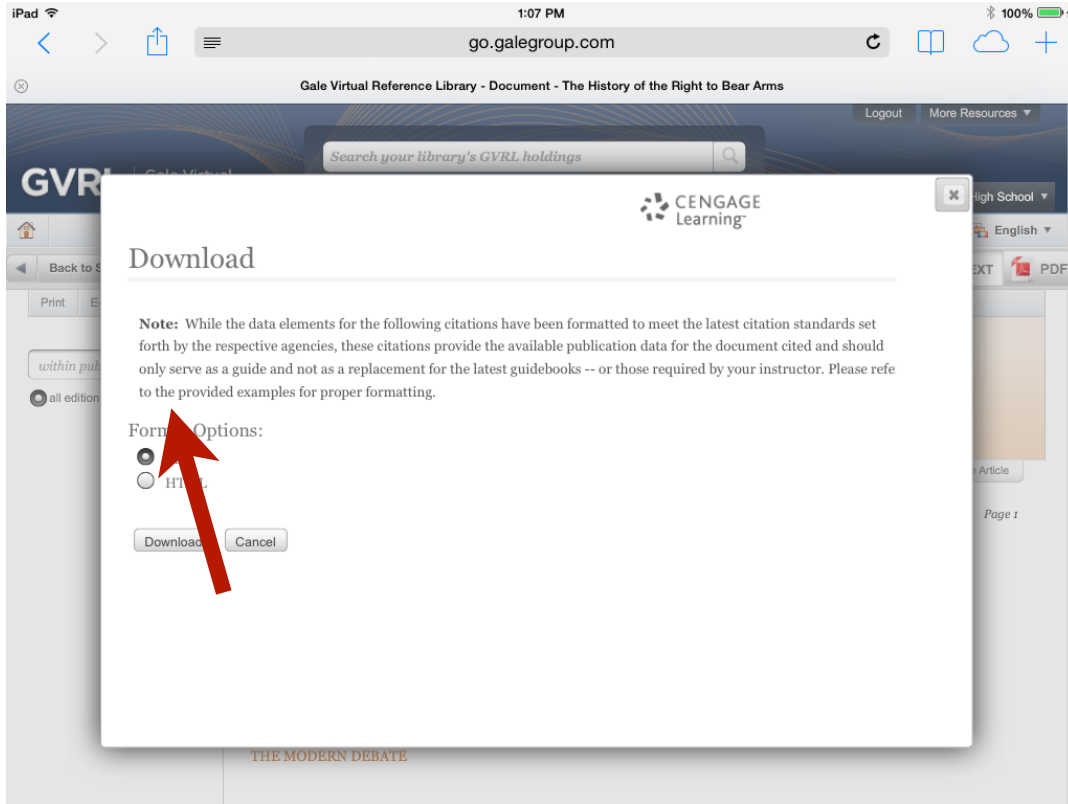 iPad 1:07 PM 100%
go.galegroup.com
Gale Virtual Reference Library - Document - The History of the Right to Bear Arms
Logout More Resources
Search your library's GVRL holdings
Gale Virtual
High School
CENGAGE
Learning
English
Back to
Download
PDF
Print
Note: While the data elements for the following citations have been formatted to meet the latest citation standards set
forth by the respective agencies, these citations provide the available publication data for the document cited and should
within
only serve as a guide and not as a replacement for the latest guidebooks -- or those required by your instructor. Please refe
all edition
to the provided examples for proper formatting.
Options:
Article
Page 1
Download Cancel
THE MODERN DEBATE